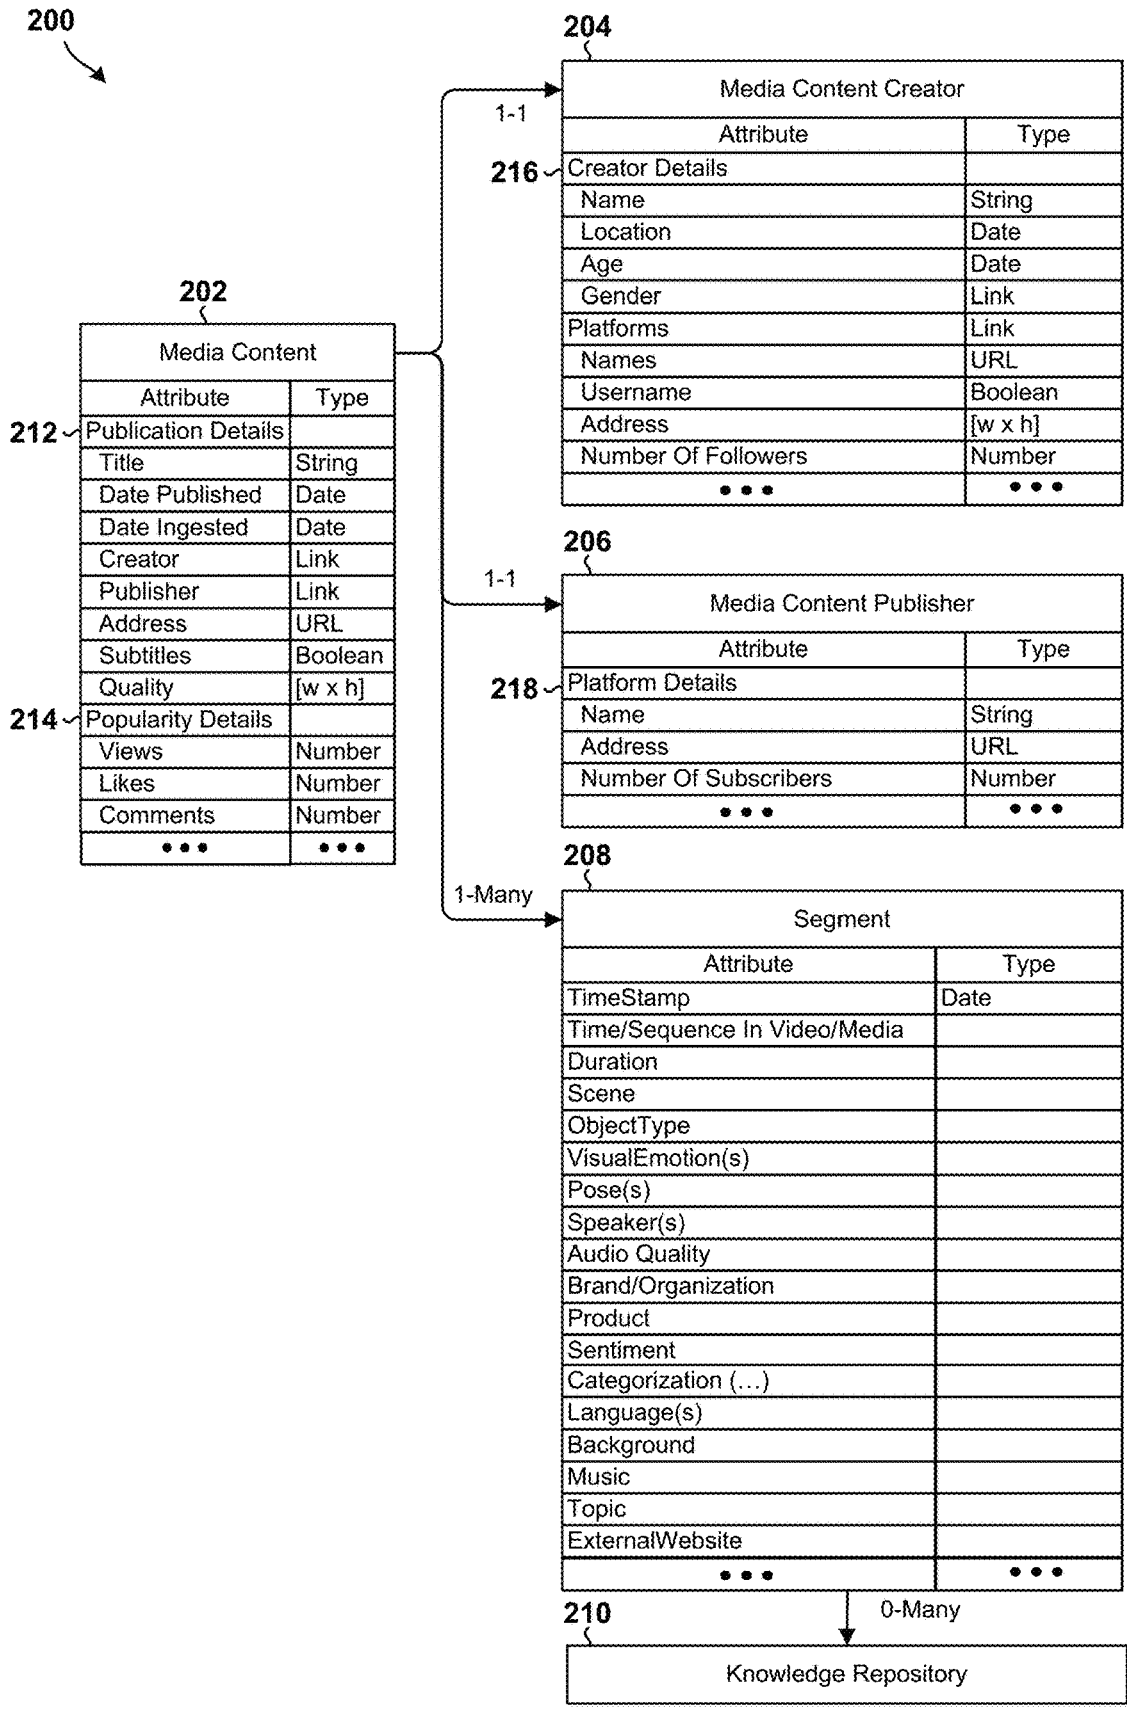 200
204
Media Content Creator
1-1
Attribute Type
216 Creator Details
Name String
Location Date
Age Date
Gender Link
Platforms Link
Names URL
Username Boolean
Address [w x h]
Number Of Followers Number
••• •••
202
Media Content
Attribute Type
212 Publication Details
Title String
Date Published Date
Date Ingested Date
Creator Link
Publisher Link
Address URL
Subtitles Boolean
Quality [w x h]
214 Popularity Details
Views Number
Likes Number
Comments Number
••• •••
206
1-1
Media Content Publisher
Attribute Type
218 Platform Details
Name String
Address URL
Number Of Subscribers Number
••• •••
208
1-Many
Segment
Attribute Type
TimeStamp Date
Time/Sequence In Video/Media
Duration
Scene
ObjectType
VisualEmotion(s)
Pose(s)
Speaker(s)
Audio Quality
Brand/Organization
Product
Sentiment
Categorization (...)
Language(s)
Background
Music
Topic
ExternalWebsite
••• •••
210 0-Many
Knowledge Repository